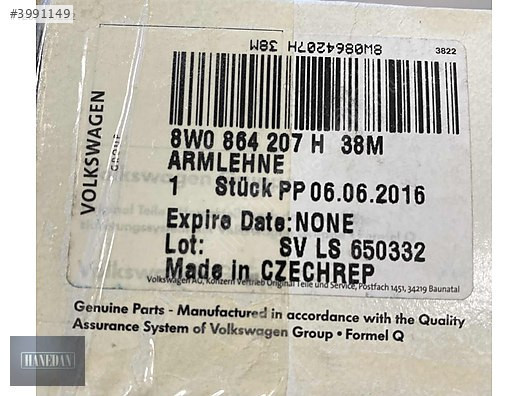 #3991149
8W0864207H 38M
3822
VOLKSWAGEN
GROUP
8W0 864 207 H 38M
ARMLEHNE
1 Stück PP 06.06.2016
Expire Date: NONE
Lot: SV LS 650332
Made in CZECHREP
Volkswagen AG, Konzern Vertrieb Original Teile und Service, Postfach 1451, 34219 Baunatal
Genuine Parts - Manufactured in accordance with the Quality
Assurance System of Volkswagen Group • Formel Q
HANEDAN